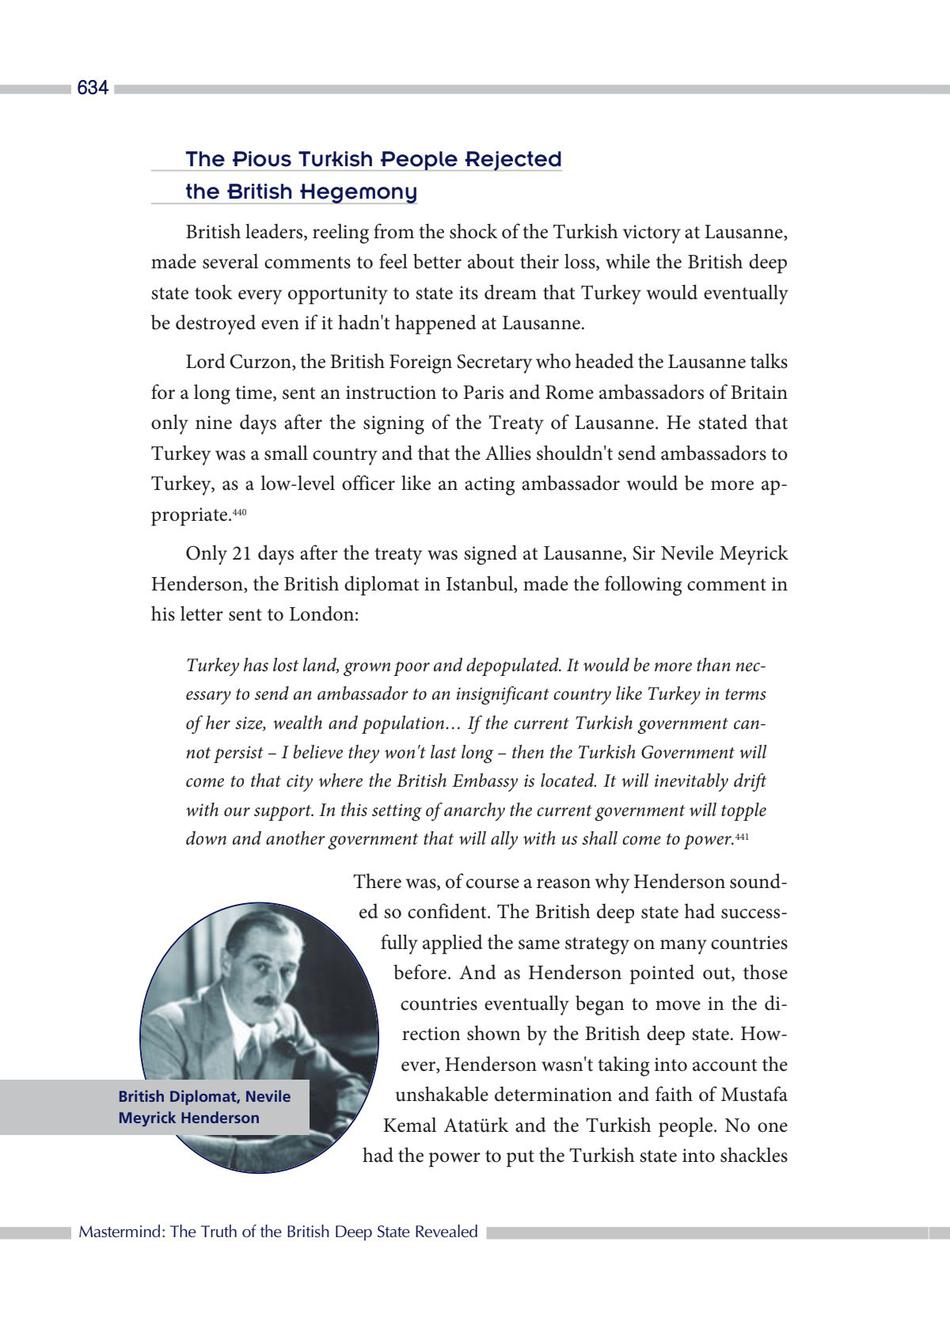 634
The Pious Turkish People Rejected
the British Hegemony
British leaders, reeling from the shock of the Turkish victory at Lausanne,
made several comments to feel better about their loss, while the British deep
state took every opportunity to state its dream that Turkey would eventually
be destroyed even if it hadn't happened at Lausanne.
Lord Curzon, the British Foreign Secretary who headed the Lausanne talks
for a long time, sent an instruction to Paris and Rome ambassadors of Britain
only nine days after the signing of the Treaty of Lausanne. He stated that
Turkey was a small country and that the Allies shouldn't send ambassadors to
Turkey, as a low-level officer like an acting ambassador would be more ap-
propriate.440
Only 21 days after the treaty was signed at Lausanne, Sir Nevile Meyrick
Henderson, the British diplomat in Istanbul, made the following comment in
his letter sent to London:
Turkey has lost land, grown poor and depopulated. It would be more than nec-
essary to send an ambassador to an insignificant country like Turkey in terms
of her size, wealth and population… If the current Turkish government can-
not persist – I believe they won't last long – then the Turkish Government will
come to that city where the British Embassy is located. It will inevitably drift
with our support. In this setting of anarchy the current government will topple
down and another government that will ally with us shall come to power.441
There was, of course a reason why Henderson sound-
ed so confident. The British deep state had success-
fully applied the same strategy on many countries
before. And as Henderson pointed out, those
countries eventually began to move in the di-
rection shown by the British deep state. How-
ever, Henderson wasn't taking into account the
unshakable determination and faith of Mustafa
Kemal Atatürk and the Turkish people. No one
had the power to put the Turkish state into shackles
British Diplomat, Nevile
Meyrick Henderson
Mastermind: The Truth of the British Deep State Revealed